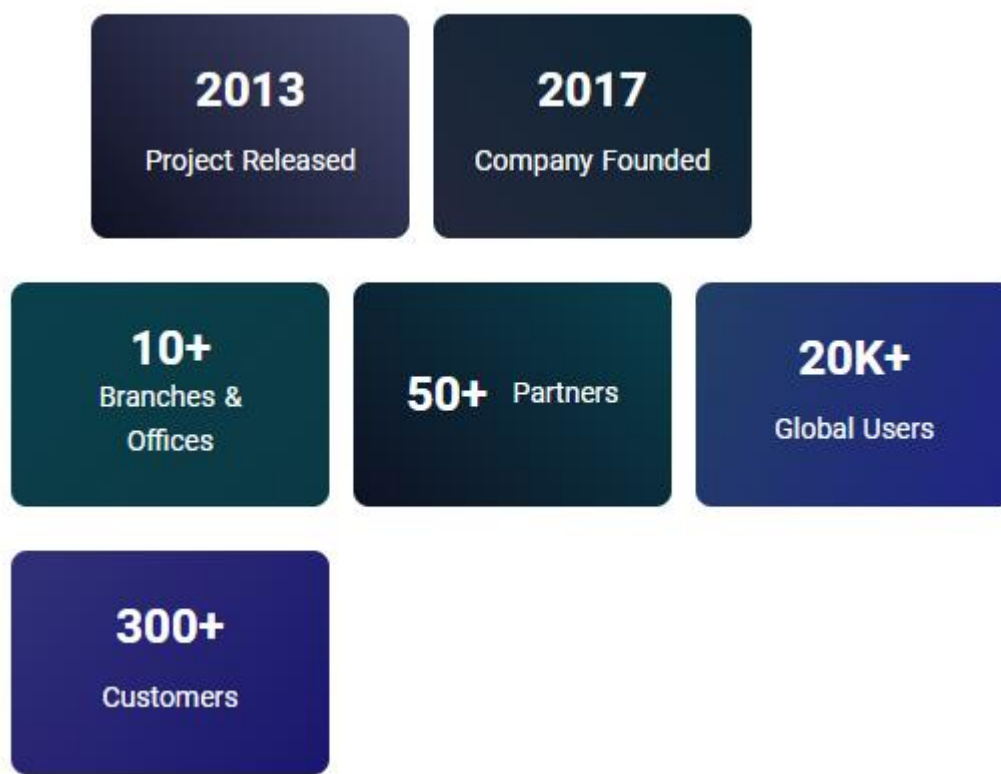 2013
Project Released
2017
Company Founded
10+
Branches &
Offices
50+ Partners
20K+
Global Users
300+
Customers